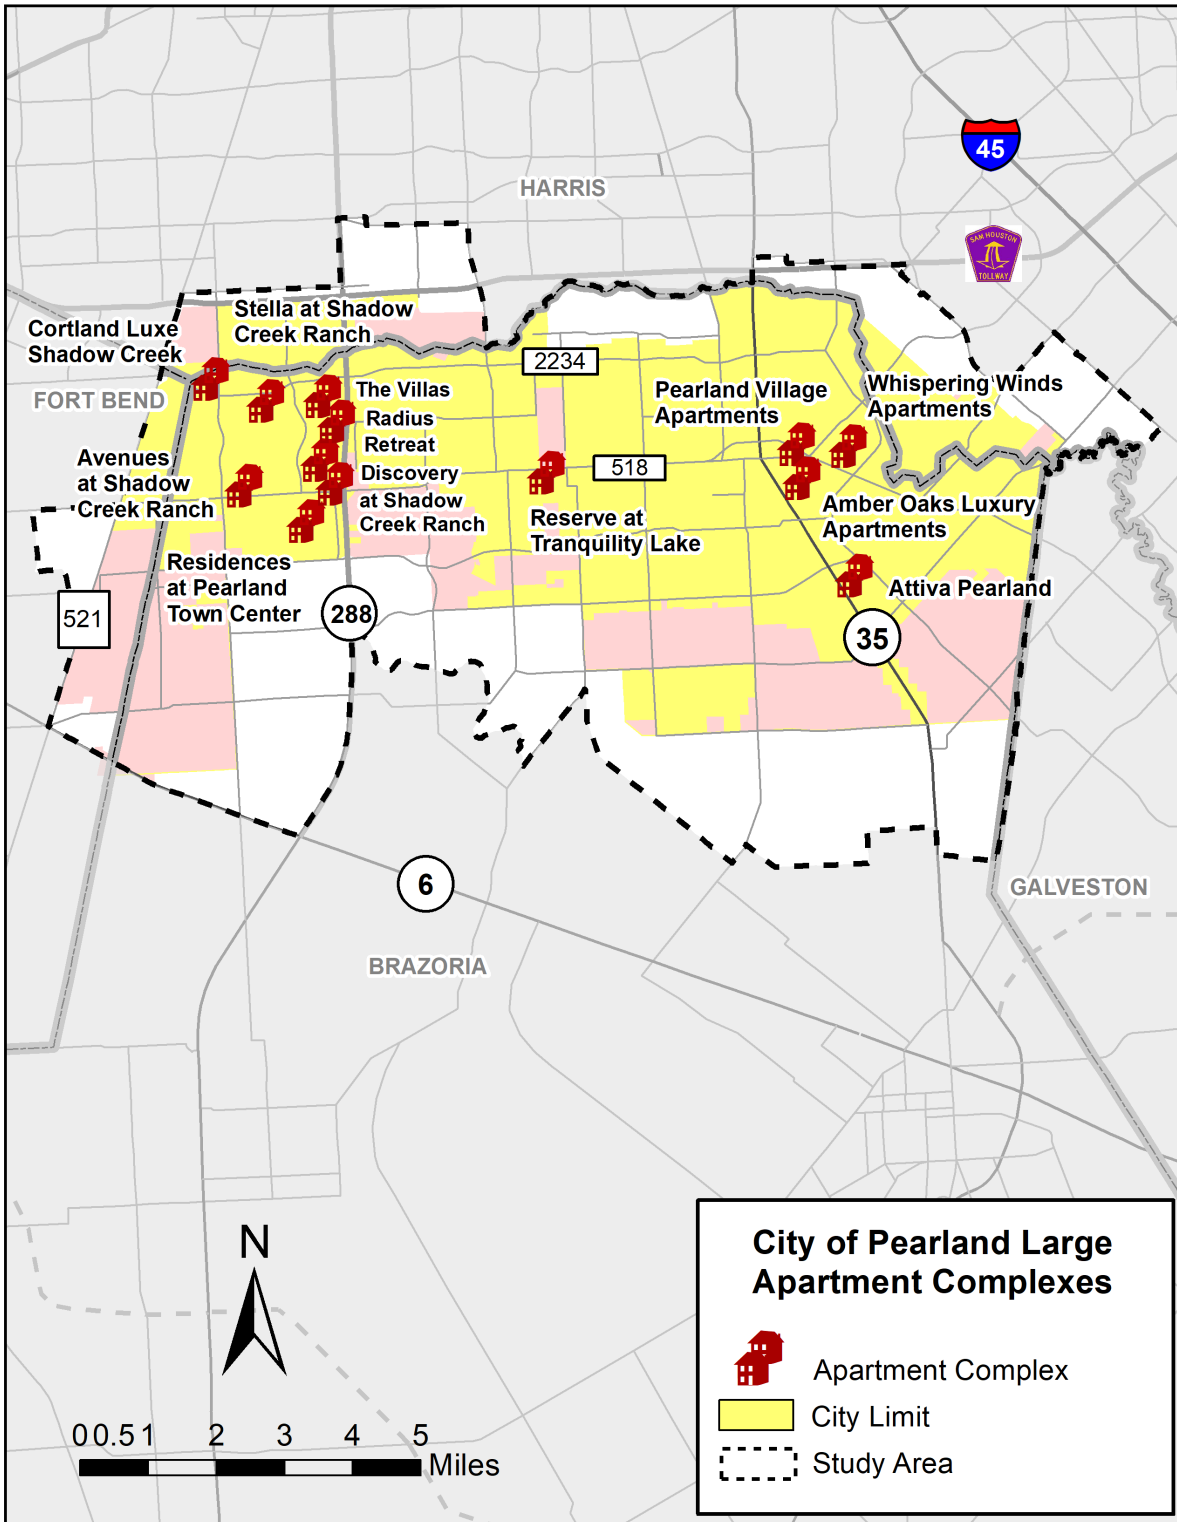 45
HARRIS
SAM HOUSTON
TOLLWAY
Stella at Shadow
Creek Ranch
Cortland Luxe
Shadow Creek
2234
FORT BEND
The Villas
Radius
Retreat
Discovery
at Shadow
Creek Ranch
Pearland Village
Apartments
Whispering Winds
Apartments
Avenues
at Shadow
Creek Ranch
518
Reserve at
Tranquility Lake
Amber Oaks Luxury
Apartments
Residences
at Pearland
Town Center
Attiva Pearland
521
288
35
6
GALVESTON
BRAZORIA
N
0 0.5 1 2 3 4 5
Miles
City of Pearland Large
Apartment Complexes
Apartment Complex
City Limit
Study Area